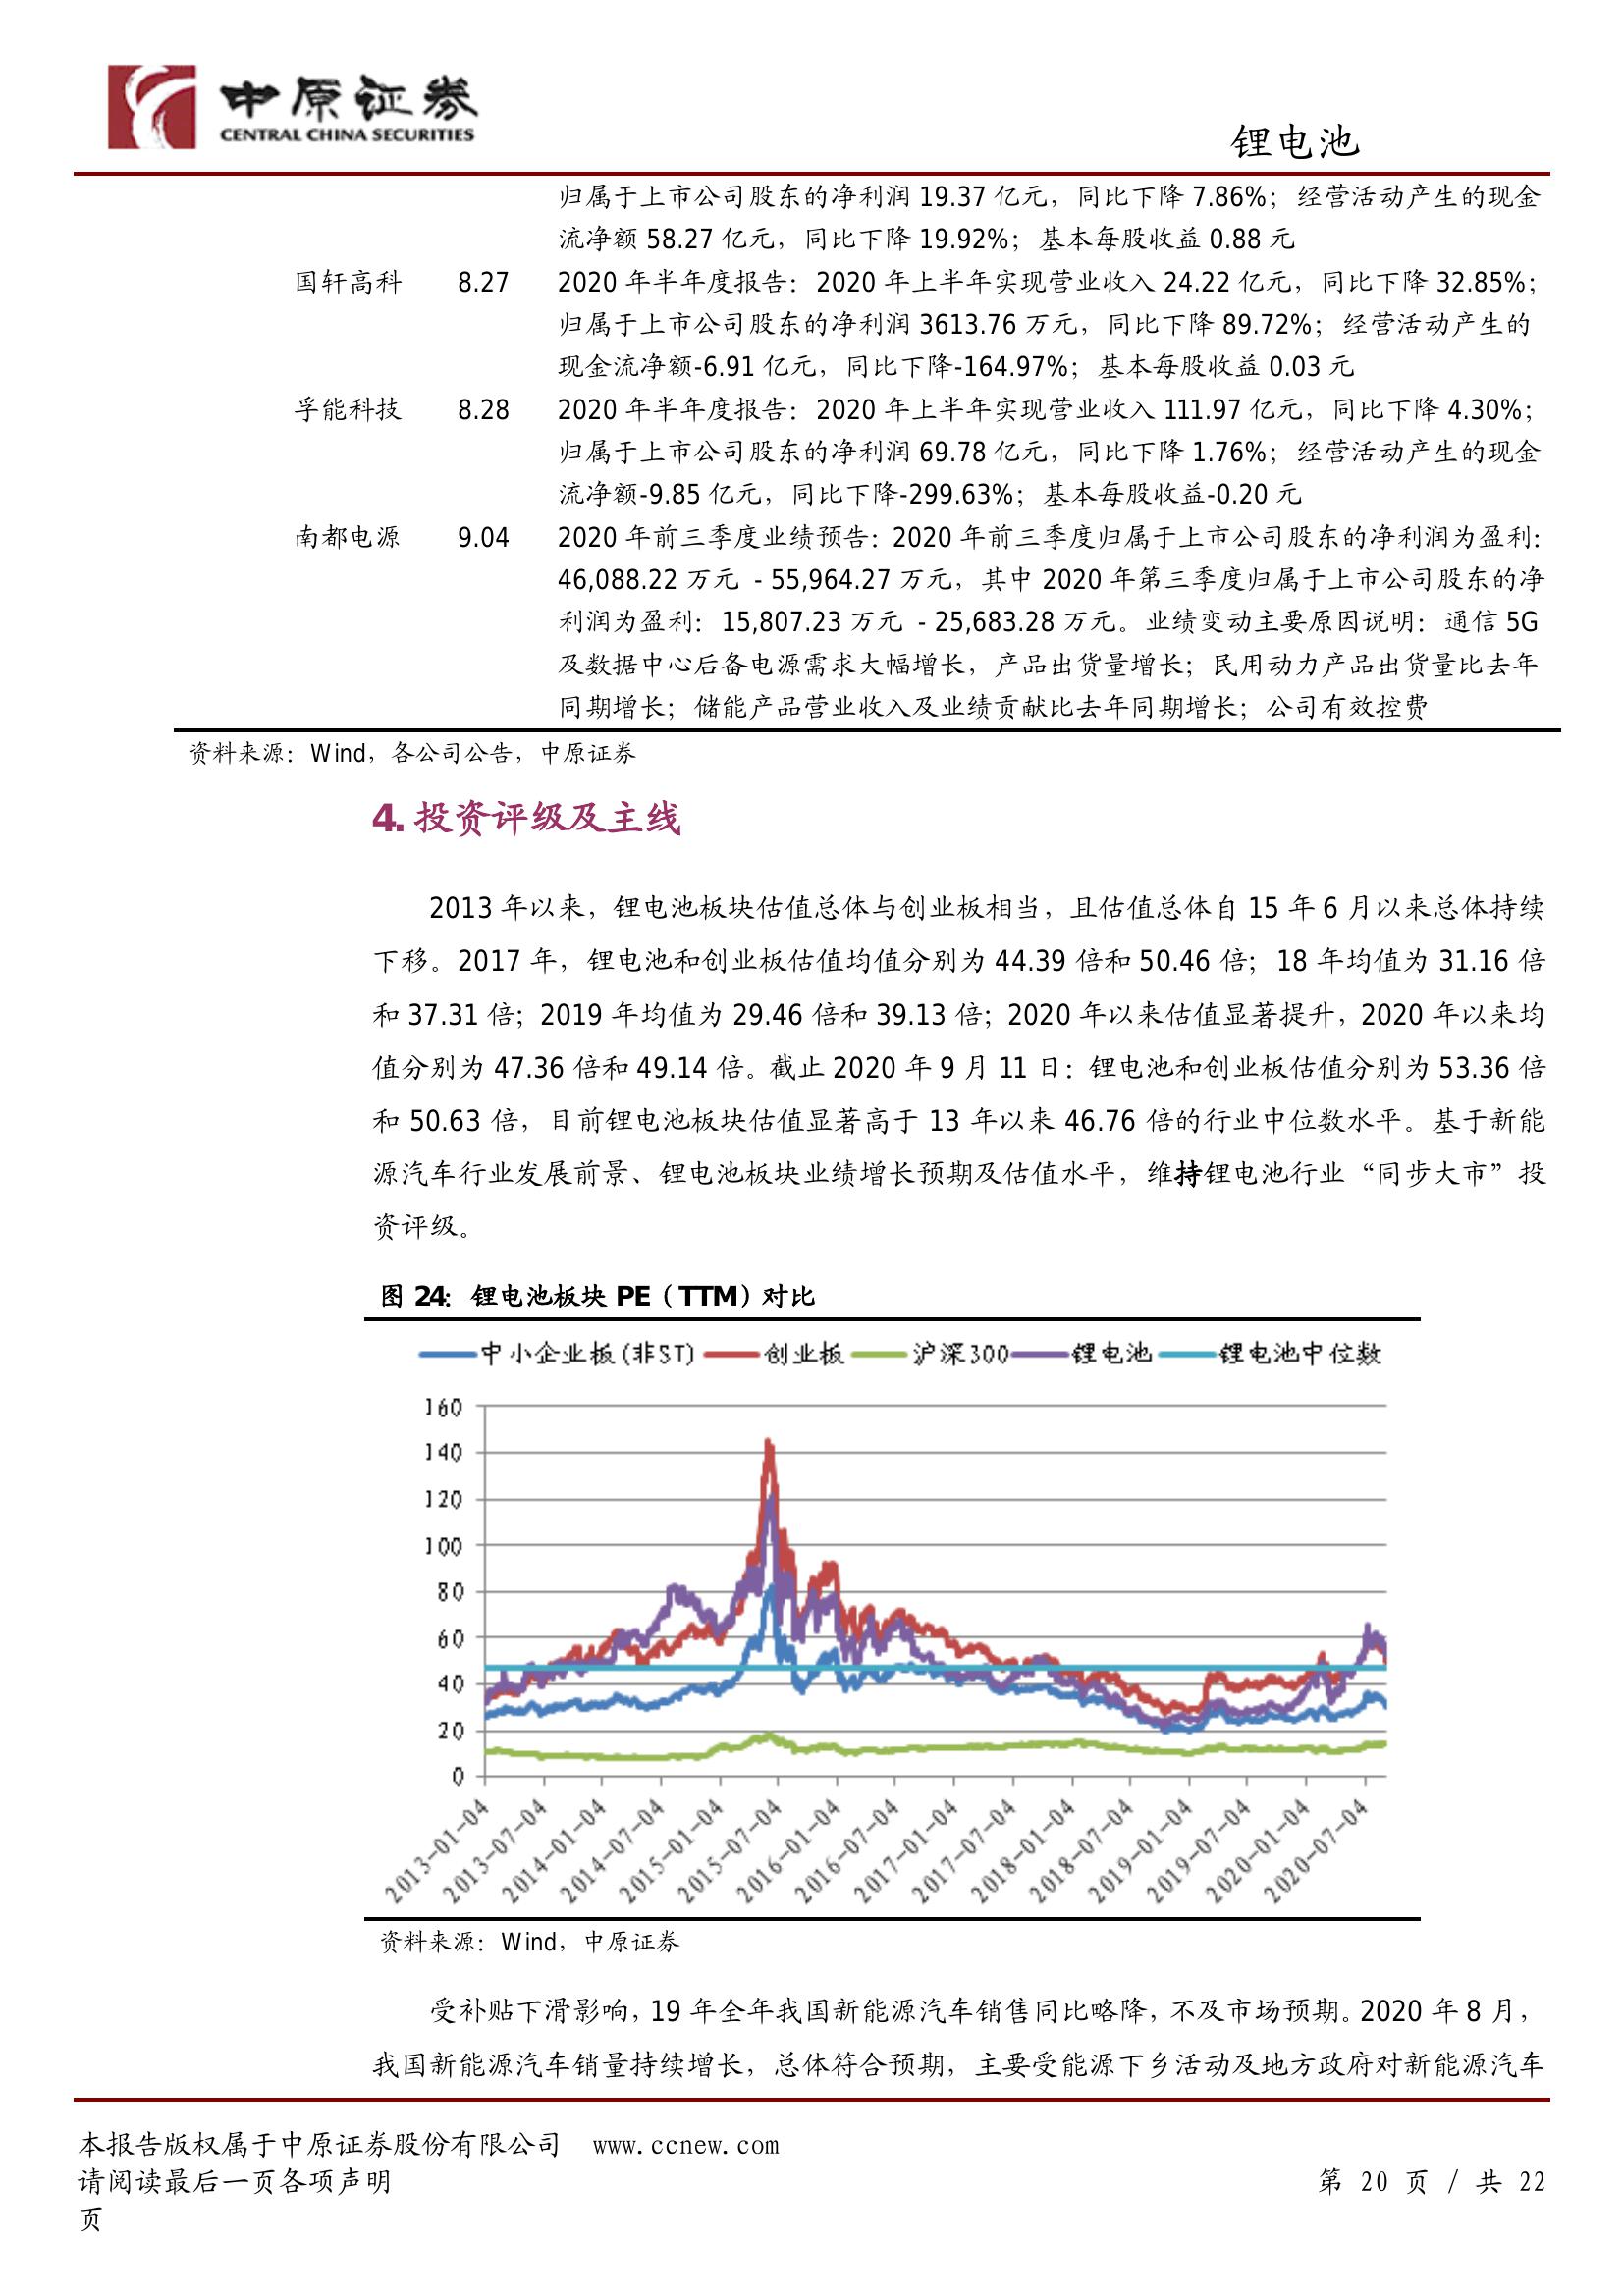 中原证券
CENTRAL CHINA SECURITIES
锂电池
归属于上市公司股东的净利润 19.37 亿元，同比下降 7.86%；经营活动产生的现金
流净额 58.27 亿元，同比下降 19.92%；基本每股收益 0.88 元
国轩高科 8.27 2020 年半年度报告：2020 年上半年实现营业收入 24.22 亿元，同比下降 32.85%；
归属于上市公司股东的净利润 3613.76 万元，同比下降 89.72%；经营活动产生的
现金流净额-6.91 亿元，同比下降-164.97%；基本每股收益 0.03 元
孚能科技 8.28 2020 年半年度报告：2020 年上半年实现营业收入 111.97 亿元，同比下降 4.30%；
归属于上市公司股东的净利润 69.78 亿元，同比下降 1.76%；经营活动产生的现金
流净额-9.85 亿元，同比下降-299.63%；基本每股收益-0.20 元
南都电源 9.04 2020 年前三季度业绩预告：2020 年前三季度归属于上市公司股东的净利润为盈利：
46,088.22 万元 - 55,964.27 万元，其中 2020 年第三季度归属于上市公司股东的净
利润为盈利：15,807.23 万元 - 25,683.28 万元。业绩变动主要原因说明：通信 5G
及数据中心后备电源需求大幅增长，产品出货量增长；民用动力产品出货量比去年
同期增长；储能产品营业收入及业绩贡献比去年同期增长；公司有效控费
资料来源：Wind，各公司公告，中原证券
4. 投资评级及主线
2013 年以来，锂电池板块估值总体与创业板相当，且估值总体自 15 年 6 月以来总体持续
下移。2017 年，锂电池和创业板估值均值分别为 44.39 倍和 50.46 倍；18 年均值为 31.16 倍
和 37.31 倍；2019 年均值为 29.46 倍和 39.13 倍；2020 年以来估值显著提升，2020 年以来均
值分别为 47.36 倍和 49.14 倍。截止 2020 年 9 月 11 日：锂电池和创业板估值分别为 53.36 倍
和 50.63 倍，目前锂电池板块估值显著高于 13 年以来 46.76 倍的行业中位数水平。基于新能
源汽车行业发展前景、锂电池板块业绩增长预期及估值水平，维持锂电池行业“同步大市”投
资评级。
图 24：锂电池板块 PE（TTM）对比
中小企业板(非ST) 创业板 沪深300 锂电池 锂电池中位数
160
140
120
100
80
60
40
20
0
2013-01-04 2013-07-04 2014-01-04 2014-07-04 2015-01-04 2015-07-04 2016-01-04 2016-07-04 2017-01-04 2017-07-04 2018-01-04 2018-07-04 2019-01-04 2019-07-04 2020-01-04 2020-07-04
资料来源：Wind，中原证券
受补贴下滑影响，19 年全年我国新能源汽车销售同比略降，不及市场预期。2020 年 8 月，
我国新能源汽车销量持续增长，总体符合预期，主要受能源下乡活动及地方政府对新能源汽车
本报告版权属于中原证券股份有限公司 www.ccnew.com
请阅读最后一页各项声明 第 20 页 / 共 22
页